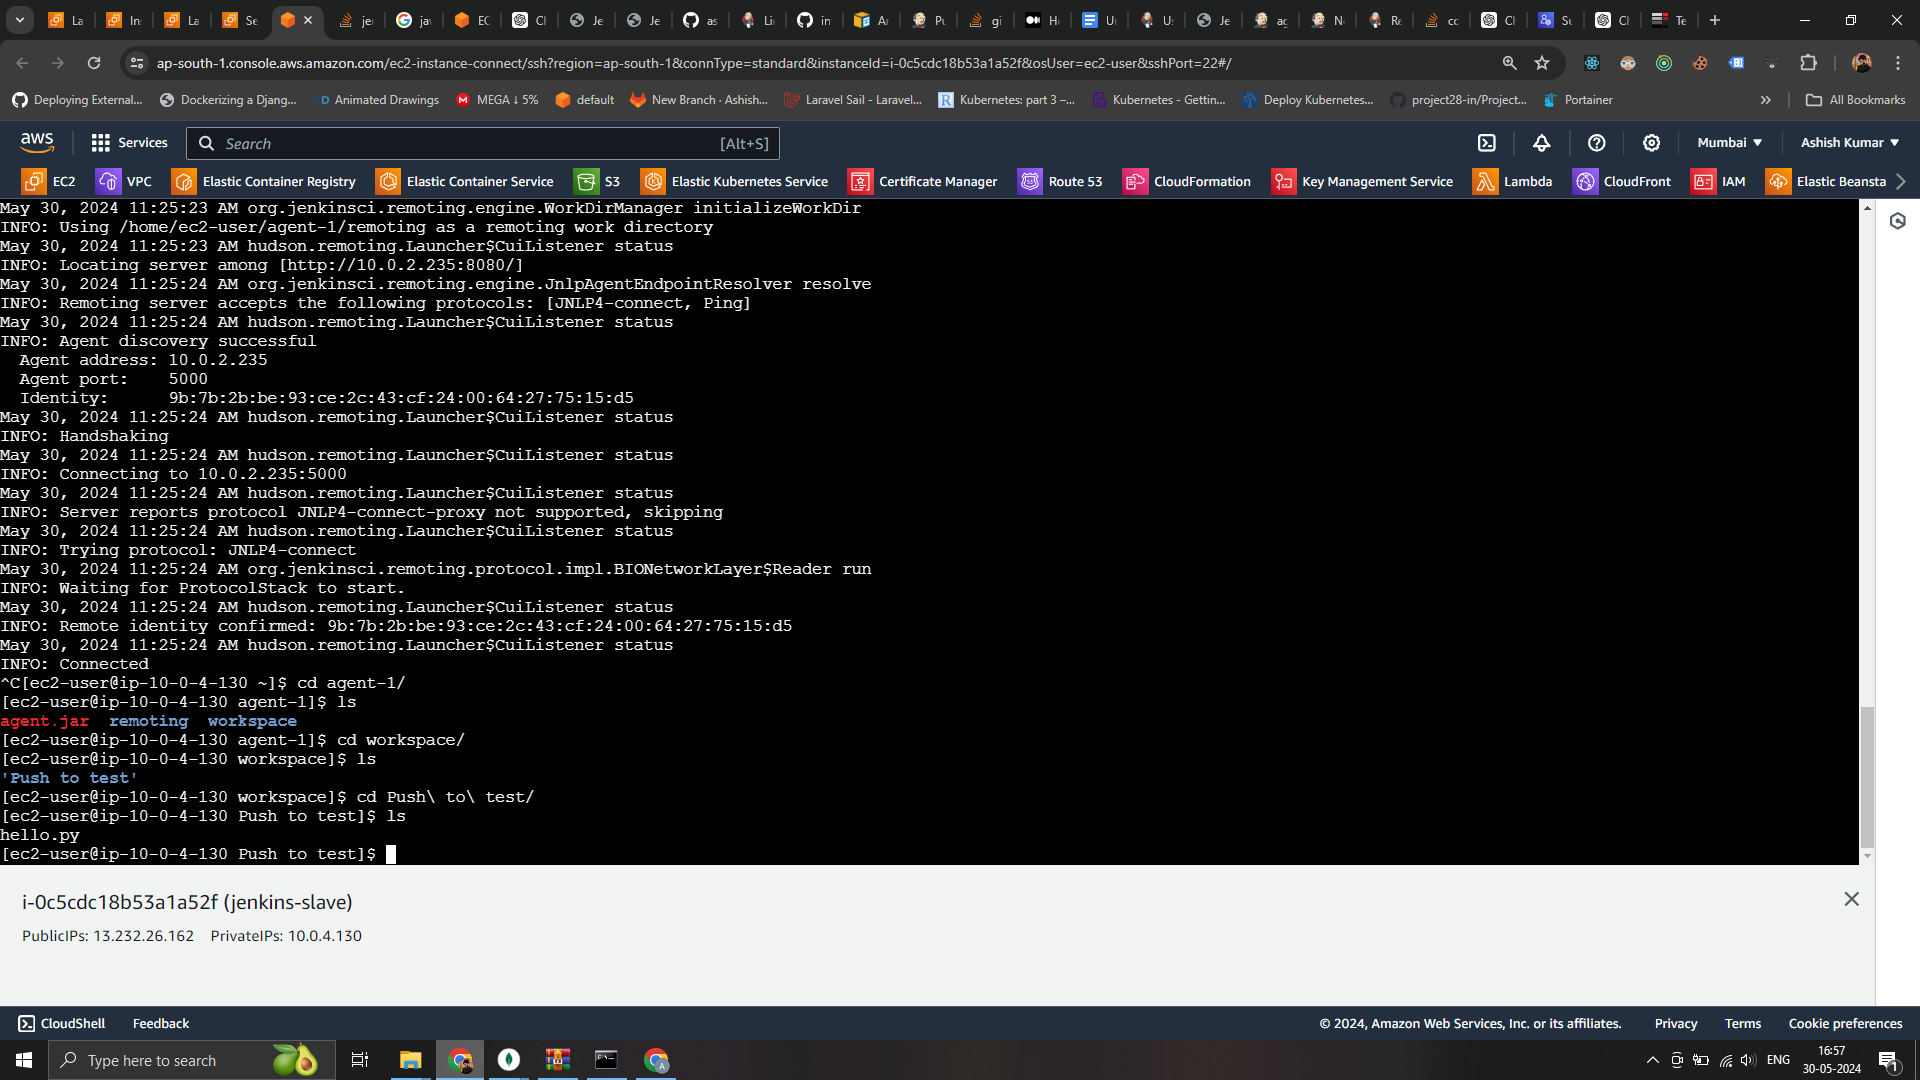 La
In
La
Se
je
ja
EC
Cl
Je
Je
as
Li
in
Ar
Pu
gi
H
U
U
Je
ag
N
Re
cc
Cl
Su
Cl
Te
ap-south-1.console.aws.amazon.com/ec2-instance-connect/ssh?region=ap-south-1&connType=standard&instanceId=i-0c5cdc18b53a1a52f&osUser=ec2-user&sshPort=22#/
Deploying External...
Dockerizing a Djang...
Animated Drawings
MEGA ↓ 5%
default
New Branch · Ashish...
Laravel Sail - Laravel...
Kubernetes: part 3 –...
Kubernetes - Gettin...
Deploy Kubernetes...
project28-in/Project...
Portainer
All Bookmarks
aws
Services
Search
[Alt+S]
Mumbai
Ashish Kumar
EC2
VPC
Elastic Container Registry
Elastic Container Service
S3
Elastic Kubernetes Service
Certificate Manager
Route 53
CloudFormation
Key Management Service
Lambda
CloudFront
IAM
Elastic Beansta
May 30, 2024 11:25:23 AM org.jenkinsci.remoting.engine.WorkDirManager initializeWorkDir
INFO: Using /home/ec2-user/agent-1/remoting as a remoting work directory
May 30, 2024 11:25:23 AM hudson.remoting.Launcher$CuiListener status
INFO: Locating server among [http://10.0.2.235:8080/]
May 30, 2024 11:25:24 AM org.jenkinsci.remoting.engine.JnlpAgentEndpointResolver resolve
INFO: Remoting server accepts the following protocols: [JNLP4-connect, Ping]
May 30, 2024 11:25:24 AM hudson.remoting.Launcher$CuiListener status
INFO: Agent discovery successful
Agent address: 10.0.2.235
Agent port:    5000
Identity:      9b:7b:2b:be:93:ce:2c:43:cf:24:00:64:27:75:15:d5
May 30, 2024 11:25:24 AM hudson.remoting.Launcher$CuiListener status
INFO: Handshaking
May 30, 2024 11:25:24 AM hudson.remoting.Launcher$CuiListener status
INFO: Connecting to 10.0.2.235:5000
May 30, 2024 11:25:24 AM hudson.remoting.Launcher$CuiListener status
INFO: Server reports protocol JNLP4-connect-proxy not supported, skipping
May 30, 2024 11:25:24 AM hudson.remoting.Launcher$CuiListener status
INFO: Trying protocol: JNLP4-connect
May 30, 2024 11:25:24 AM org.jenkinsci.remoting.protocol.impl.BIONetworkLayer$Reader run
INFO: Waiting for ProtocolStack to start.
May 30, 2024 11:25:24 AM hudson.remoting.Launcher$CuiListener status
INFO: Remote identity confirmed: 9b:7b:2b:be:93:ce:2c:43:cf:24:00:64:27:75:15:d5
May 30, 2024 11:25:24 AM hudson.remoting.Launcher$CuiListener status
INFO: Connected
^C[ec2-user@ip-10-0-4-130 ~]$ cd agent-1/
[ec2-user@ip-10-0-4-130 agent-1]$ ls
agent.jar  remoting  workspace
[ec2-user@ip-10-0-4-130 agent-1]$ cd workspace/
[ec2-user@ip-10-0-4-130 workspace]$ ls
'Push to test'
[ec2-user@ip-10-0-4-130 workspace]$ cd Push\ to\ test/
[ec2-user@ip-10-0-4-130 Push to test]$ ls
hello.py
[ec2-user@ip-10-0-4-130 Push to test]$
i-0c5cdc18b53a1a52f (jenkins-slave)
PublicIPs: 13.232.26.162  PrivateIPs: 10.0.4.130
CloudShell
Feedback
© 2024, Amazon Web Services, Inc. or its affiliates.
Privacy
Terms
Cookie preferences
Type here to search
ENG
16:57
30-05-2024
1